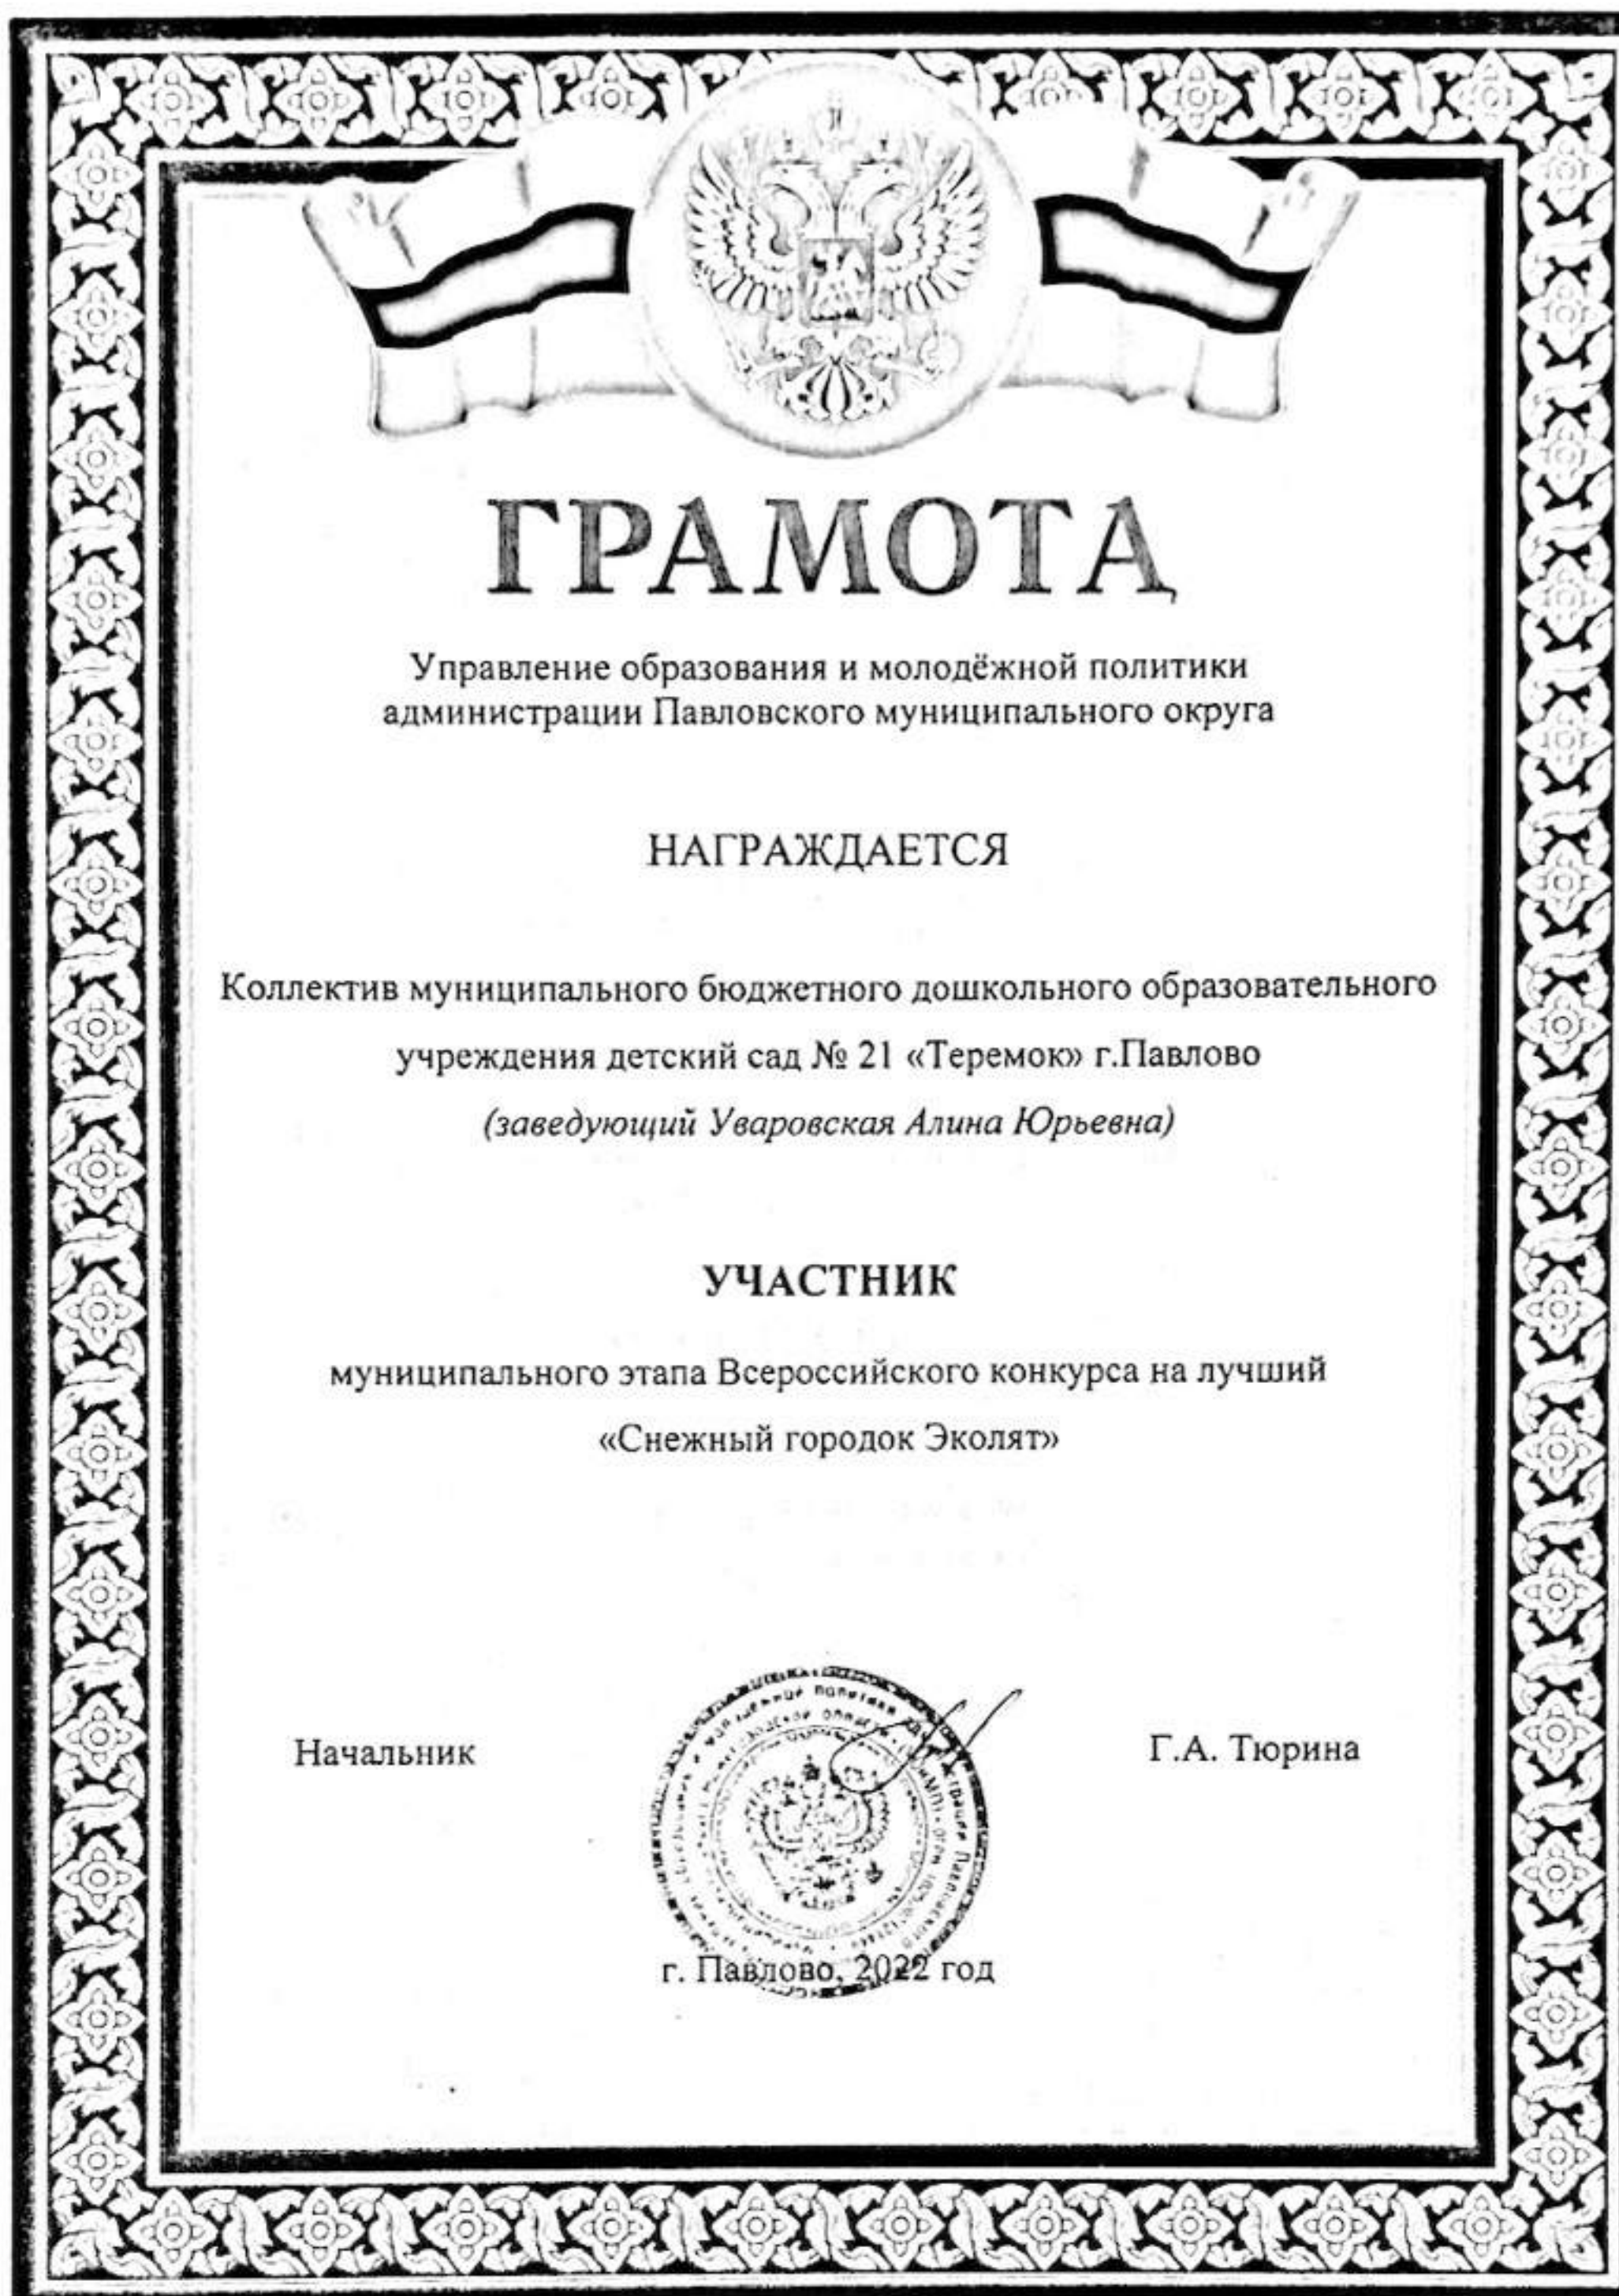 ГРАМОТА
Управление образования и молодёжной политики
администрации Павловского муниципального округа
НАГРАЖДАЕТСЯ
Коллектив муниципального бюджетного дошкольного образовательного
учреждения детский сад № 21 «Теремок» г.Павлово
(заведующий Уваровская Алина Юрьевна)
УЧАСТНИК
муниципального этапа Всероссийского конкурса на лучший
«Снежный городок Эколят»
Начальник
Г.А. Тюрина
г. Павлово, 2022 год